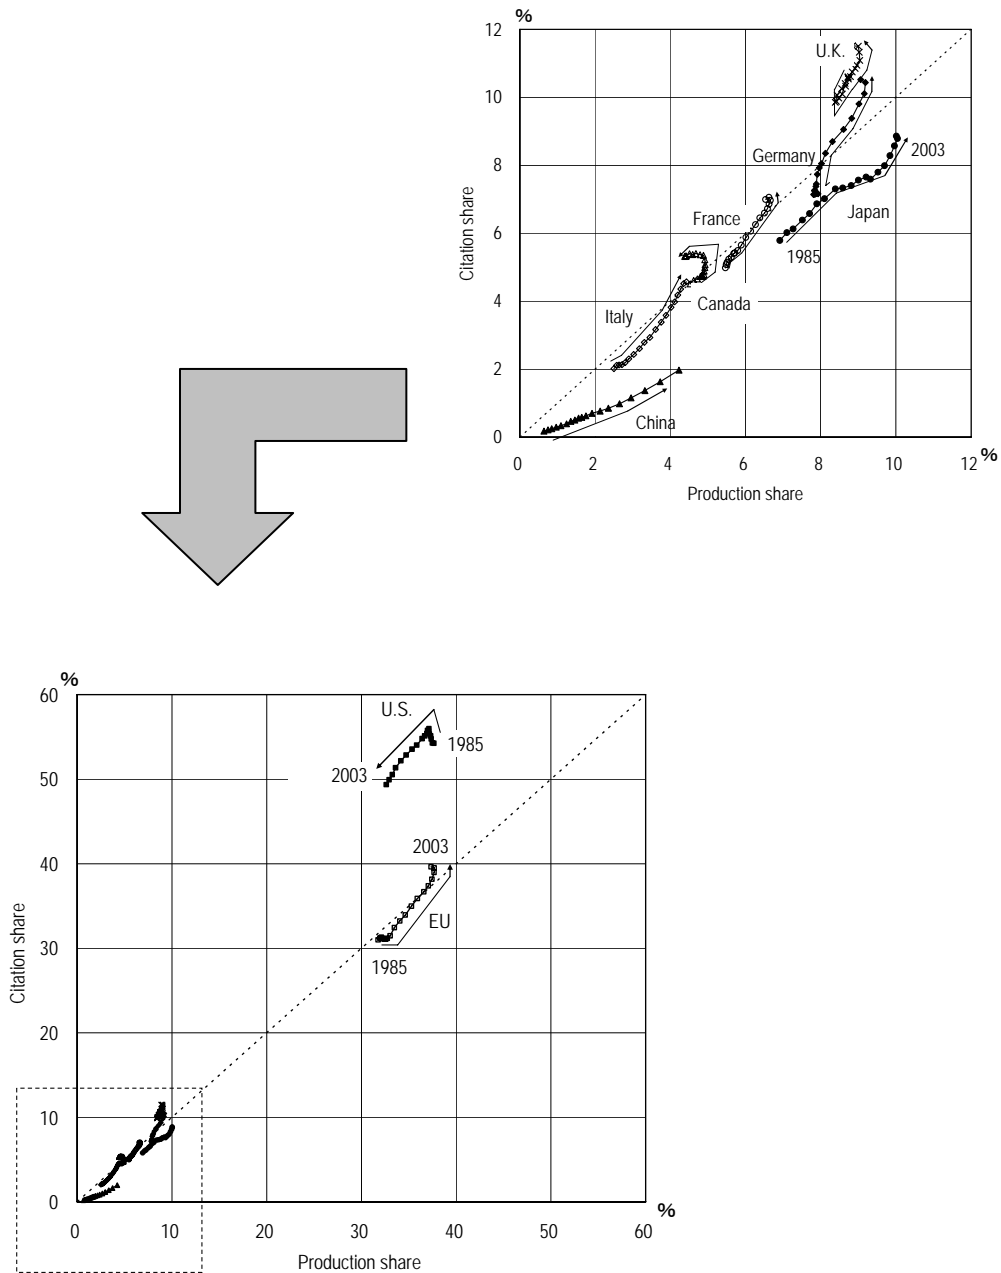 %
12
10
8
6
4
2
0
Citation share
U.K.
Germany
2003
Japan
France
1985
Canada
Italy
China
0 2 4 6 8 10 12 %
Production share
%
60
50
40
30
20
10
0
Citation share
U.S.
1985
2003
2003
EU
1985
0 10 20 30 40 50 60 %
Production share